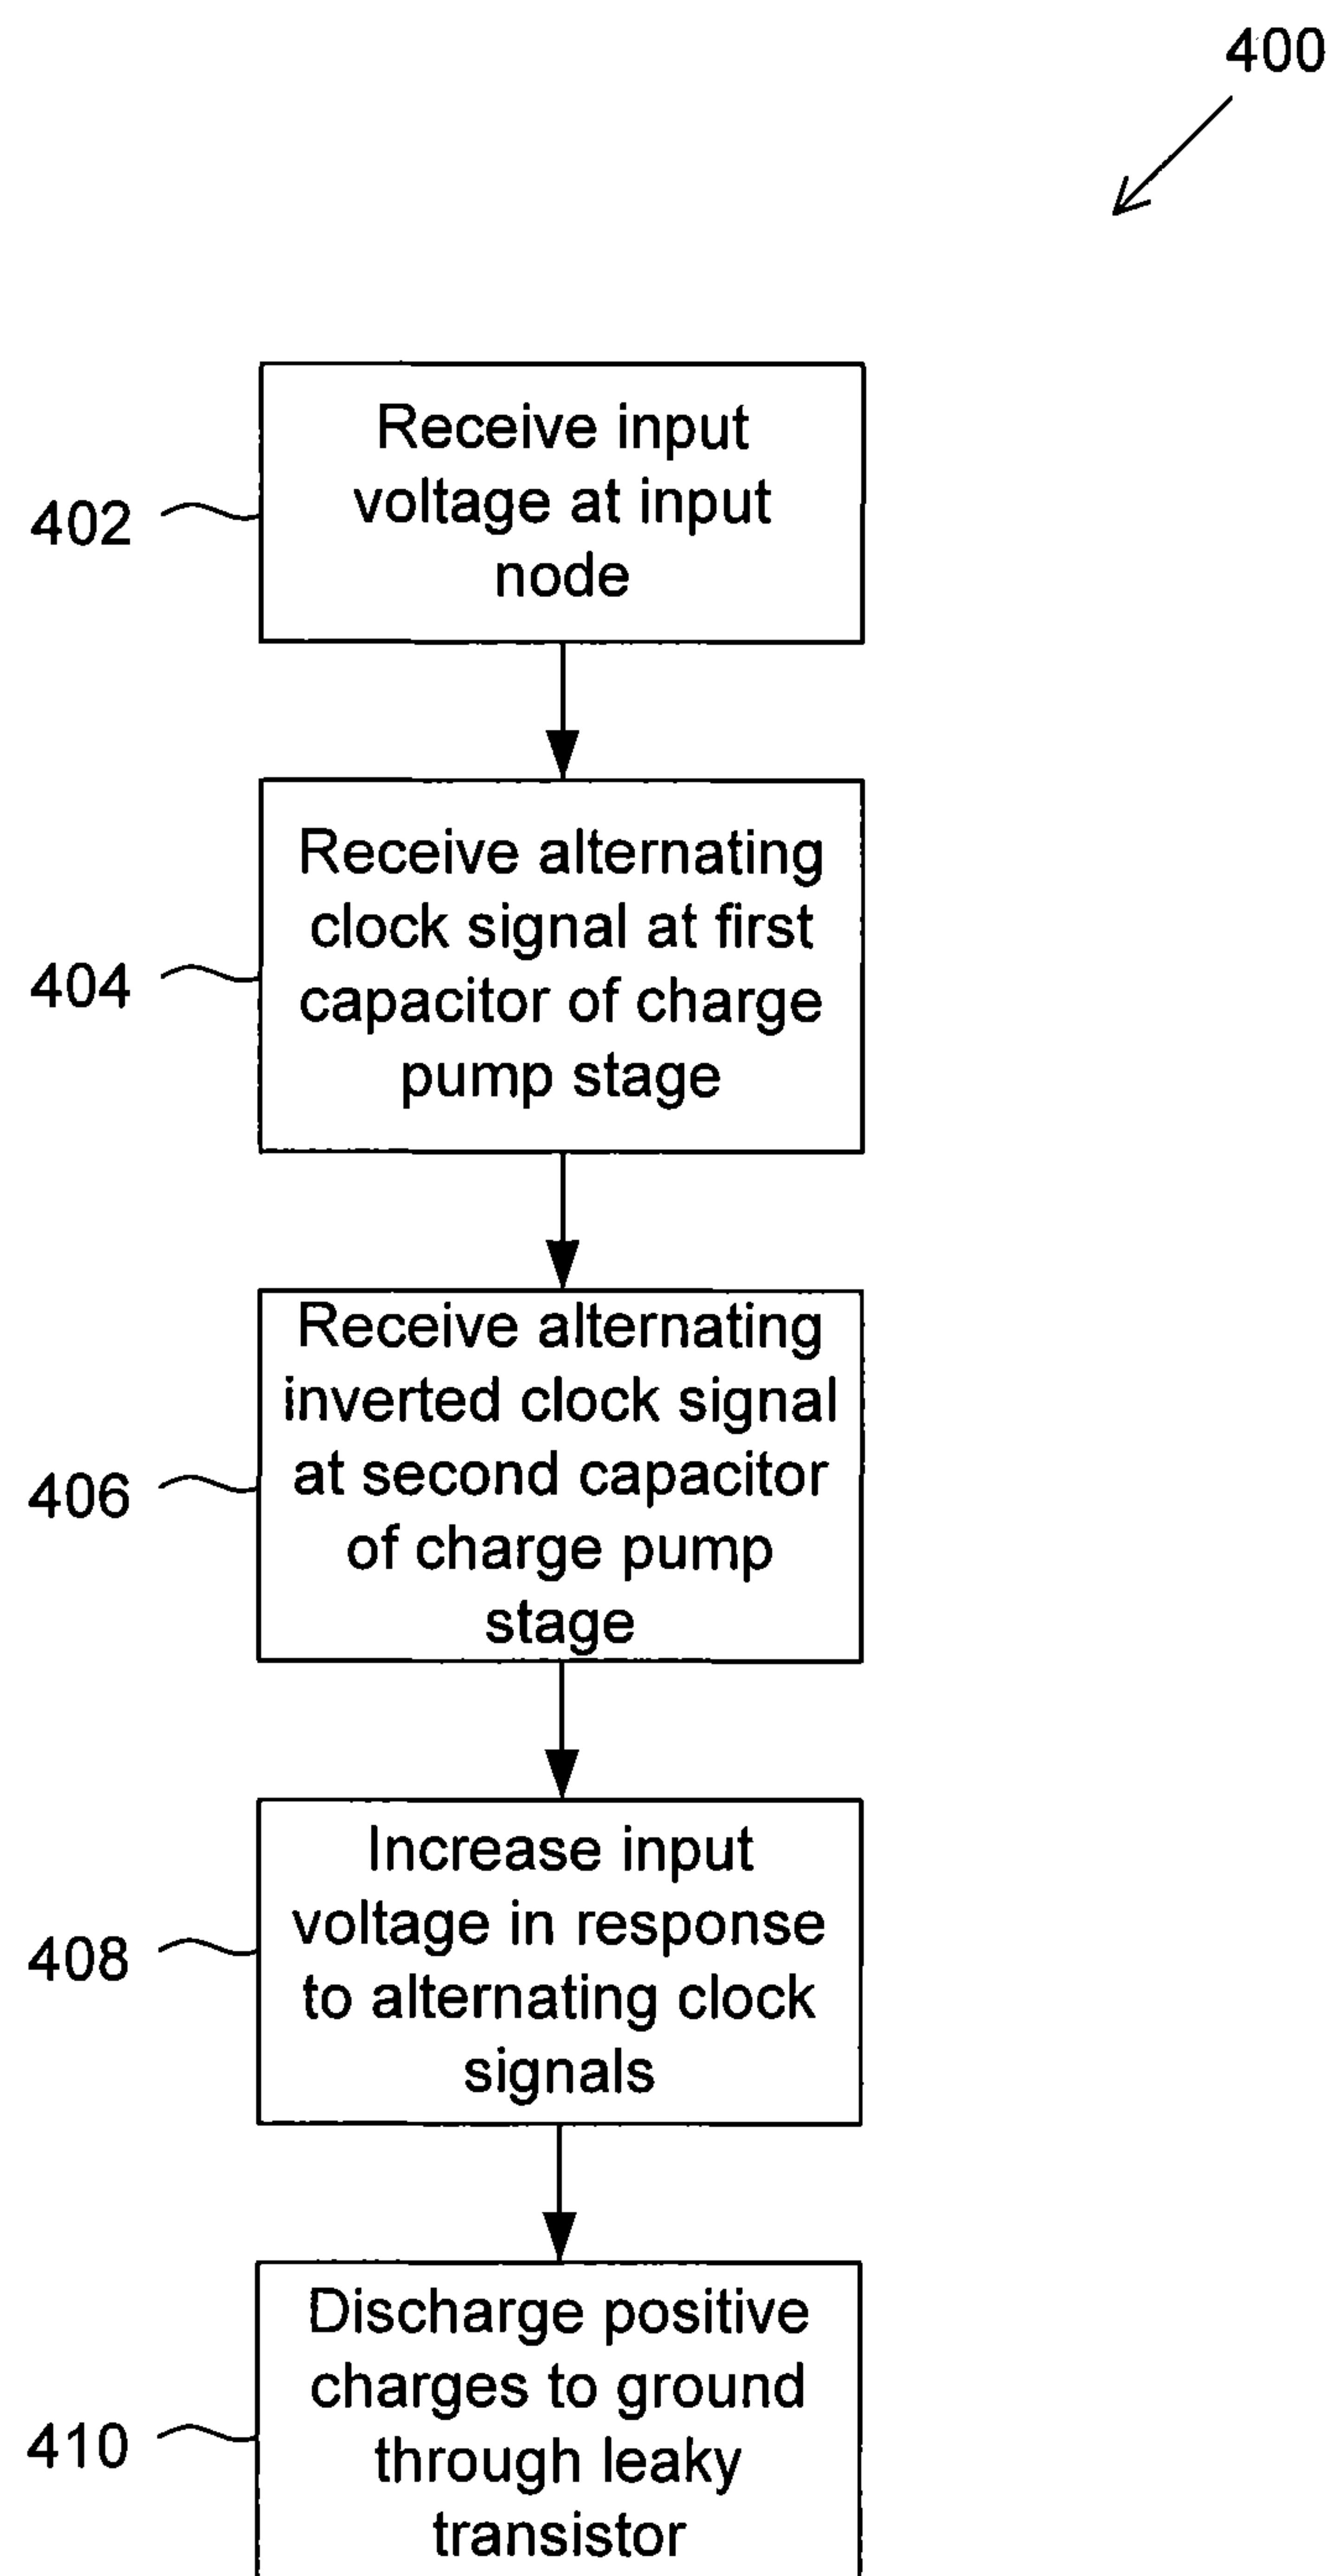 400
402
Receive input
voltage at input
node
404
Receive alternating
clock signal at first
capacitor of charge
pump stage
406
Receive alternating
inverted clock signal
at second capacitor
of charge pump
stage
408
Increase input
voltage in response
to alternating clock
signals
410
Discharge positive
charges to ground
through leaky
transistor